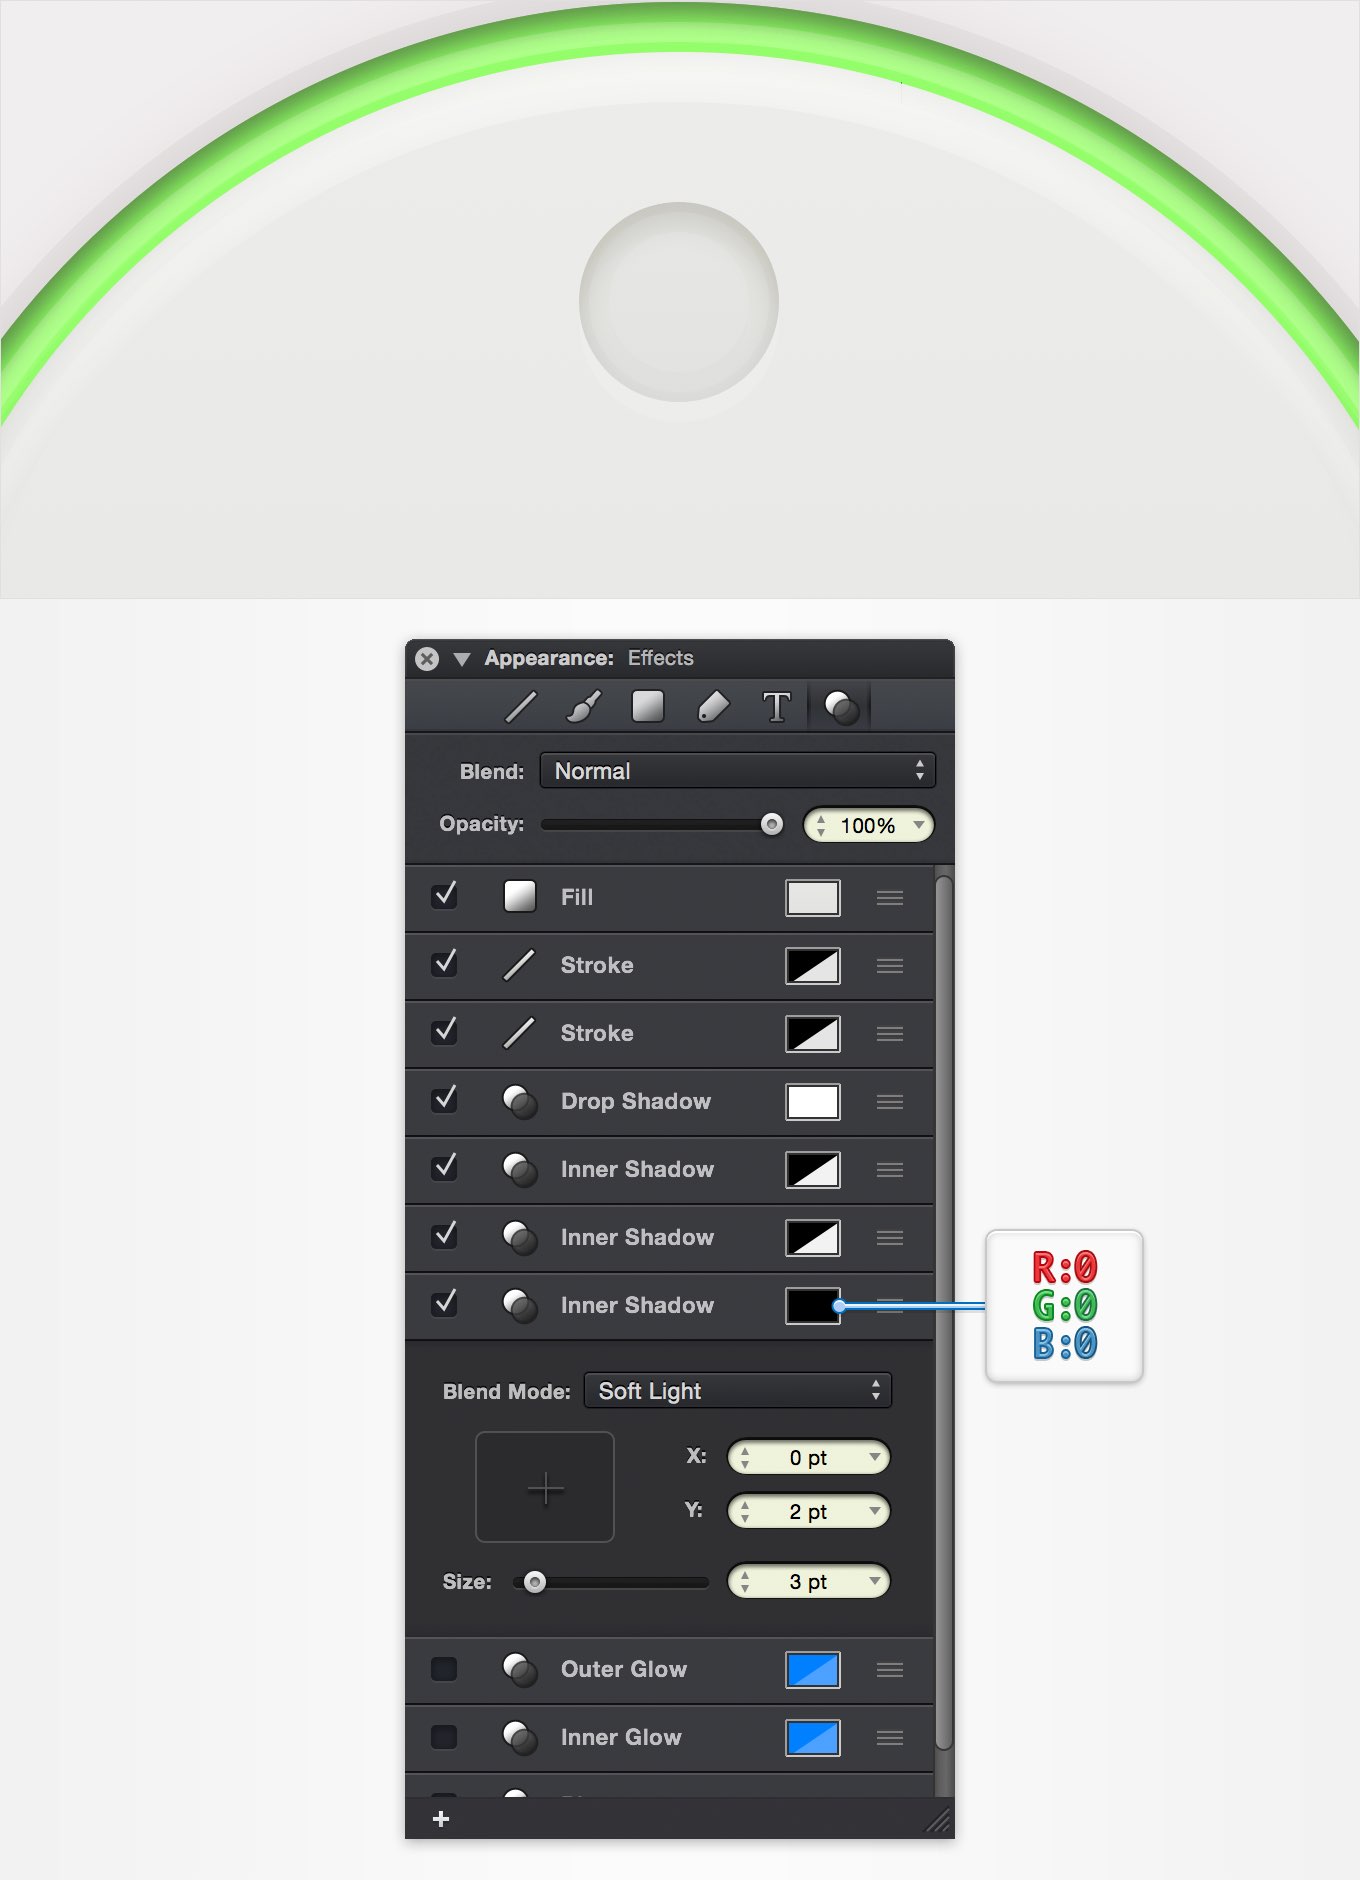 Appearance: Effects
T
Blend: Normal
Opacity: 100%
Fill
Stroke
Stroke
Drop Shadow
Inner Shadow
Inner Shadow
Inner Shadow
R:0
G:0
B:0
Blend Mode: Soft Light
X: 0 pt
Y: 2 pt
Size: 3 pt
Outer Glow
Inner Glow